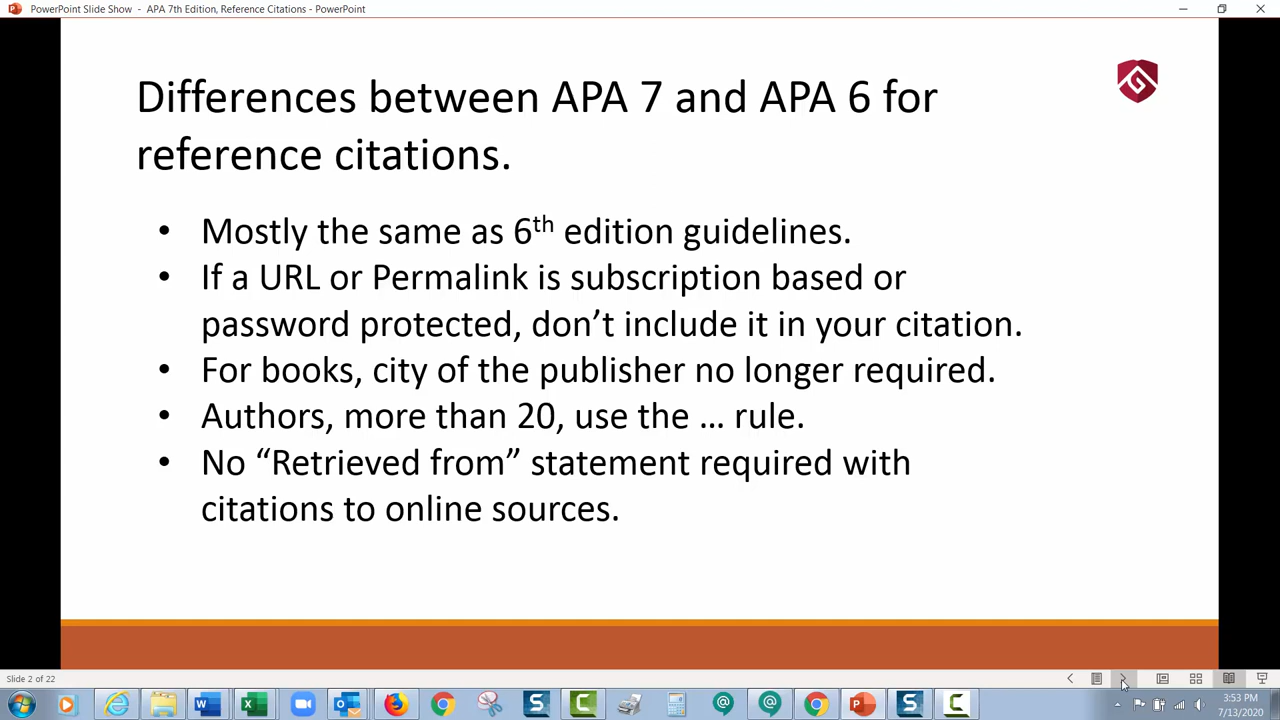 PowerPoint Slide Show - APA 7th Edition, Reference Citations - PowerPoint
Differences between APA 7 and APA 6 for
reference citations.
• Mostly the same as 6th edition guidelines.
• If a URL or Permalink is subscription based or
password protected, don’t include it in your citation.
• For books, city of the publisher no longer required.
• Authors, more than 20, use the … rule.
• No “Retrieved from” statement required with
citations to online sources.
Slide 2 of 22
3:53 PM
7/13/2020